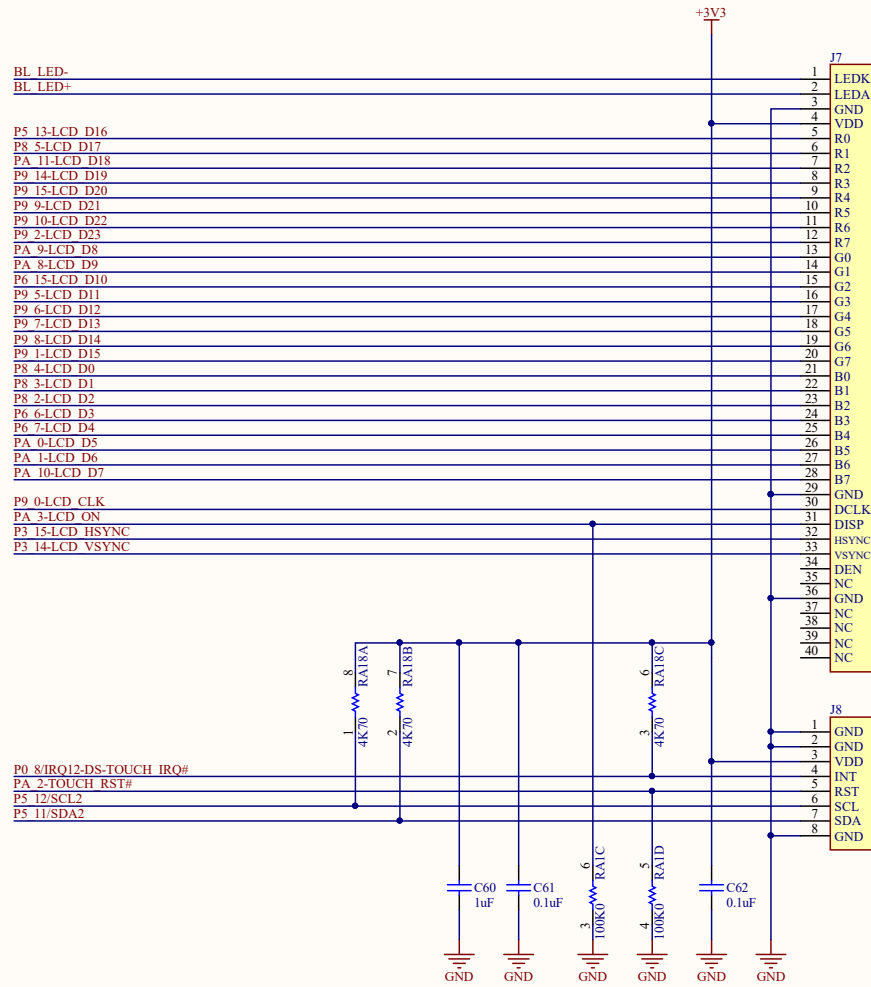 +3V3
J7
BL_LED- 1 LEDK
BL_LED+ 2 LEDA
3 GND
4 VDD
P5_13-LCD_D16 5 R0
P8_5-LCD_D17 6 R1
PA_11-LCD_D18 7 R2
P9_14-LCD_D19 8 R3
P9_15-LCD_D20 9 R4
P9_9-LCD_D21 10 R5
P9_10-LCD_D22 11 R6
P9_2-LCD_D23 12 R7
PA_9-LCD_D8 13 G0
PA_8-LCD_D9 14 G1
P6_15-LCD_D10 15 G2
P9_5-LCD_D11 16 G3
P9_6-LCD_D12 17 G4
P9_7-LCD_D13 18 G5
P9_8-LCD_D14 19 G6
P9_1-LCD_D15 20 G7
P8_4-LCD_D0 21 B0
P8_3-LCD_D1 22 B1
P8_2-LCD_D2 23 B2
P6_6-LCD_D3 24 B3
P6_7-LCD_D4 25 B4
PA_0-LCD_D5 26 B5
PA_1-LCD_D6 27 B6
PA_10-LCD_D7 28 B7
29 GND
P9_0-LCD_CLK 30 DCLK
PA_3-LCD_ON 31 DISP
P3_15-LCD_HSYNC 32 HSYNC
P3_14-LCD_VSYNC 33 VSYNC
34 DEN
35 NC
36 GND
37 NC
38 NC
39 NC
40 NC
8 RA18A 1 4K70
7 RA18B 2 4K70
6 RA18C 3 4K70
J8
1 GND
2 GND
3 VDD
P0_8/IRQ12-DS-TOUCH_IRQ# 4 INT
PA_2-TOUCH_RST# 5 RST
P5_12/SCL2 6 SCL
P5_11/SDA2 7 SDA
8 GND
C60
1uF
C61
0.1uF
6 RA1C 3 100K0
5 RA1D 4 100K0
C62
0.1uF
GND GND GND GND GND GND